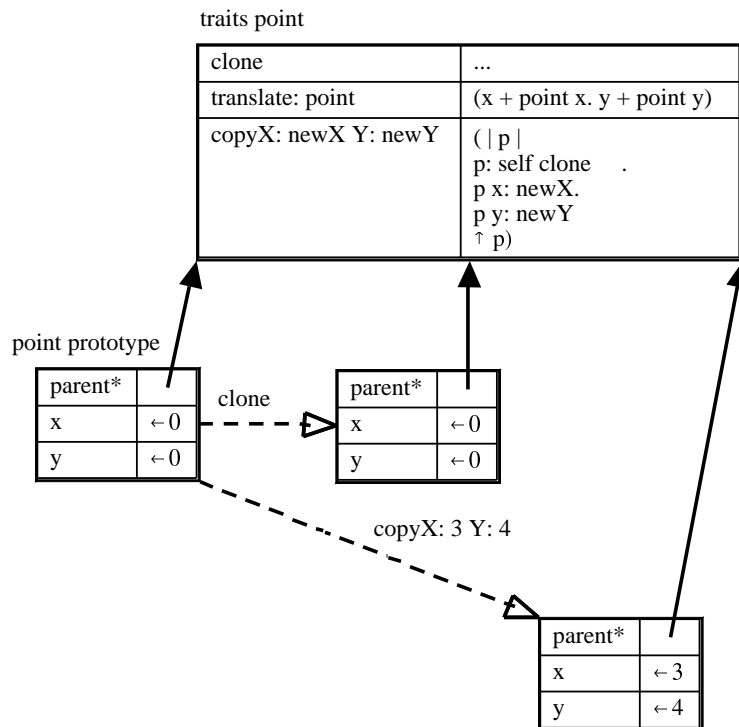 traits point
clone ...
translate: point (x + point x. y + point y)
copyX: newX Y: newY ( | p |
p: self clone .
p x: newX.
p y: newY
↑ p)
point prototype
parent*
x ←0
y ←0
clone
parent*
x ←0
y ←0
copyX: 3 Y: 4
parent*
x ←3
y ←4